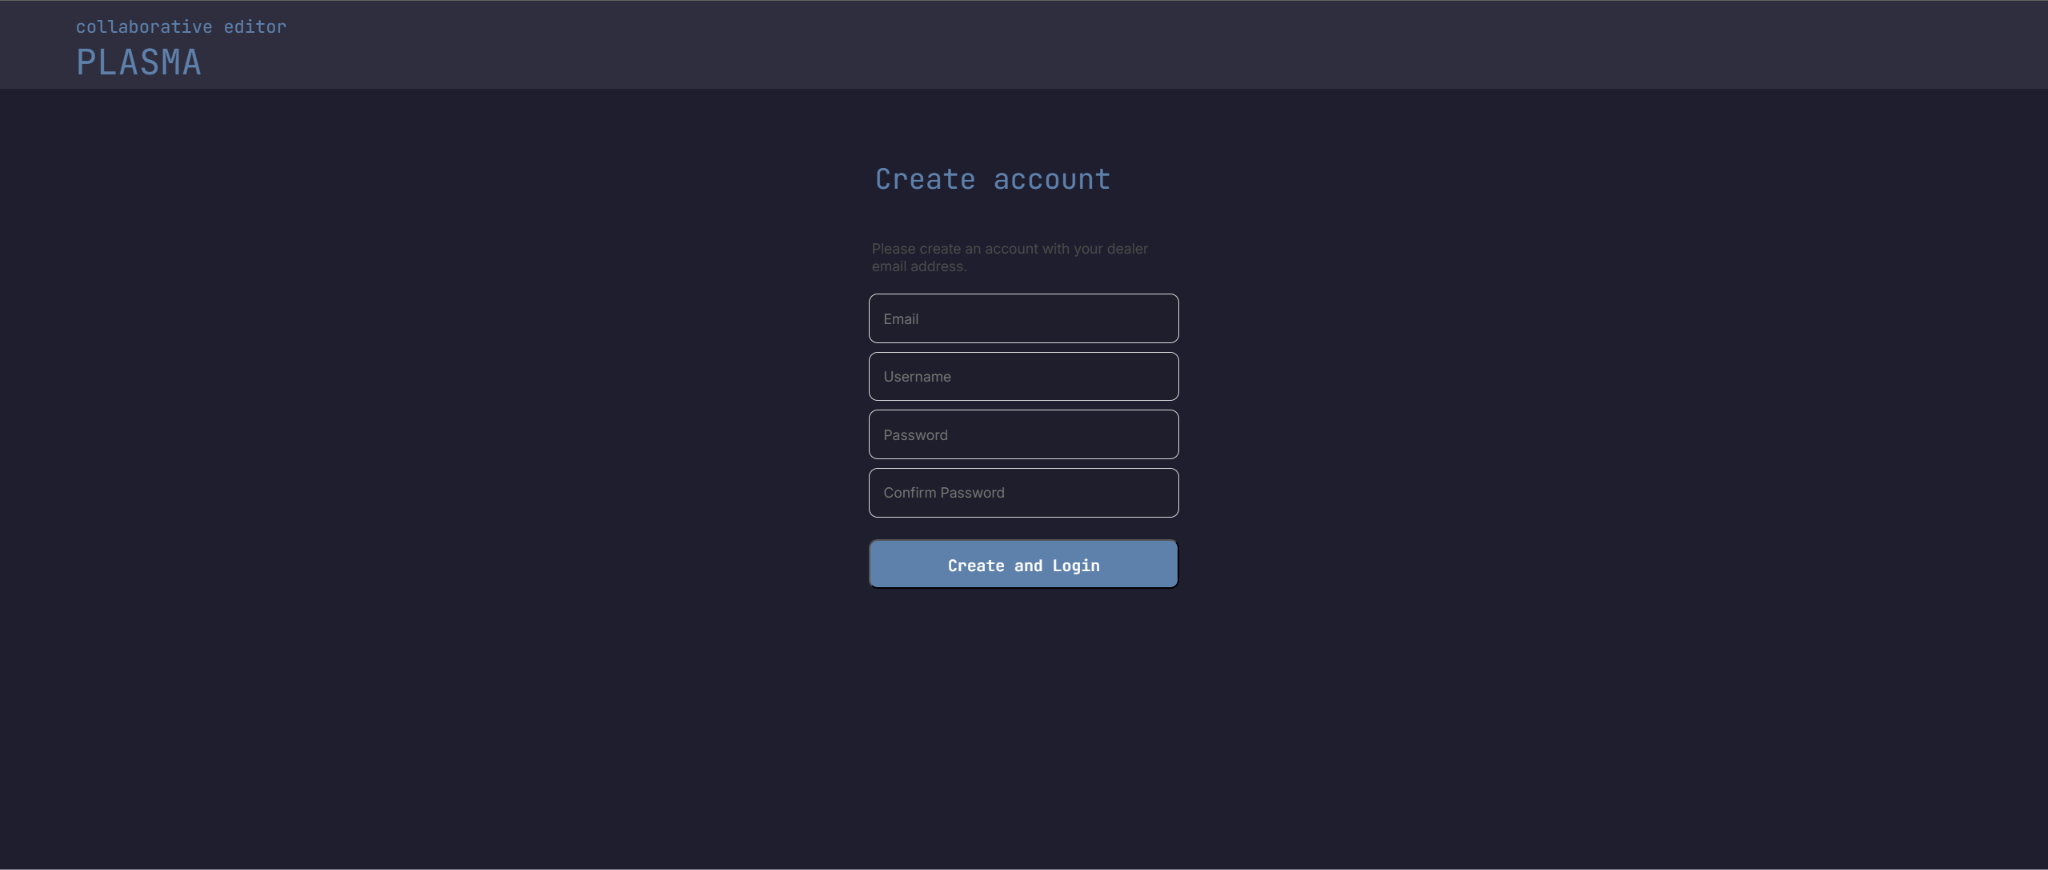 collaborative editor
PLASMA
Create account
Please create an account with your dealer
email address.
Email
Username
Password
Confirm Password
Create and Login